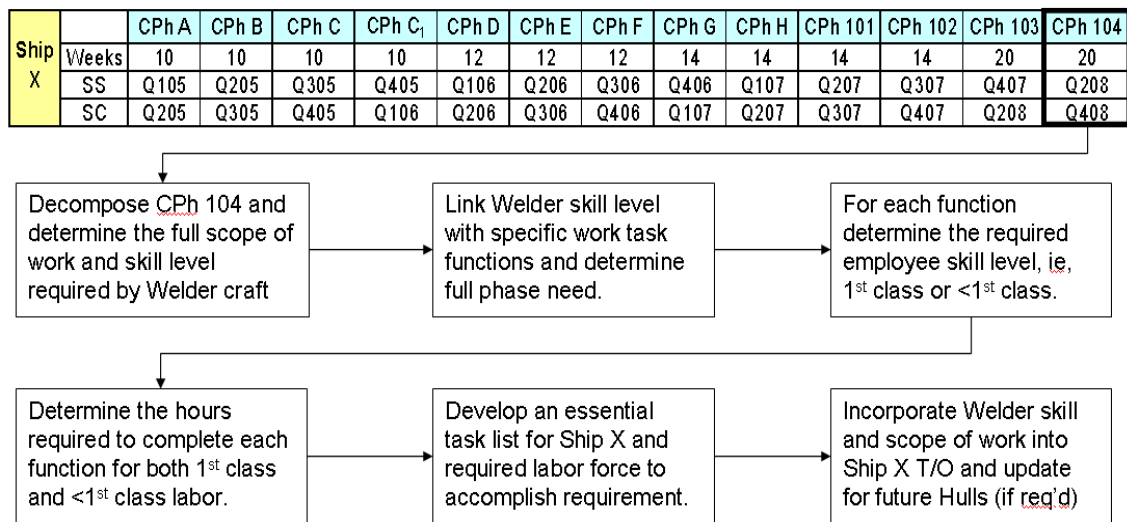 Ship X
CPh A CPh B CPh C CPh C₁ CPh D CPh E CPh F CPh G CPh H CPh 101 CPh 102 CPh 103 CPh 104
Weeks 10 10 10 10 12 12 12 14 14 14 14 20 20
SS Q105 Q205 Q305 Q405 Q106 Q206 Q306 Q406 Q107 Q207 Q307 Q407 Q208
SC Q205 Q305 Q405 Q106 Q206 Q306 Q406 Q107 Q207 Q307 Q407 Q208 Q408
Decompose CPh 104 and
determine the full scope of
work and skill level
required by Welder craft
Link Welder skill level
with specific work task
functions and determine
full phase need.
For each function
determine the required
employee skill level, ie,
1st class or <1st class.
Determine the hours
required to complete each
function for both 1st class
and <1st class labor.
Develop an essential
task list for Ship X and
required labor force to
accomplish requirement.
Incorporate Welder skill
and scope of work into
Ship X T/O and update
for future Hulls (if req'd)